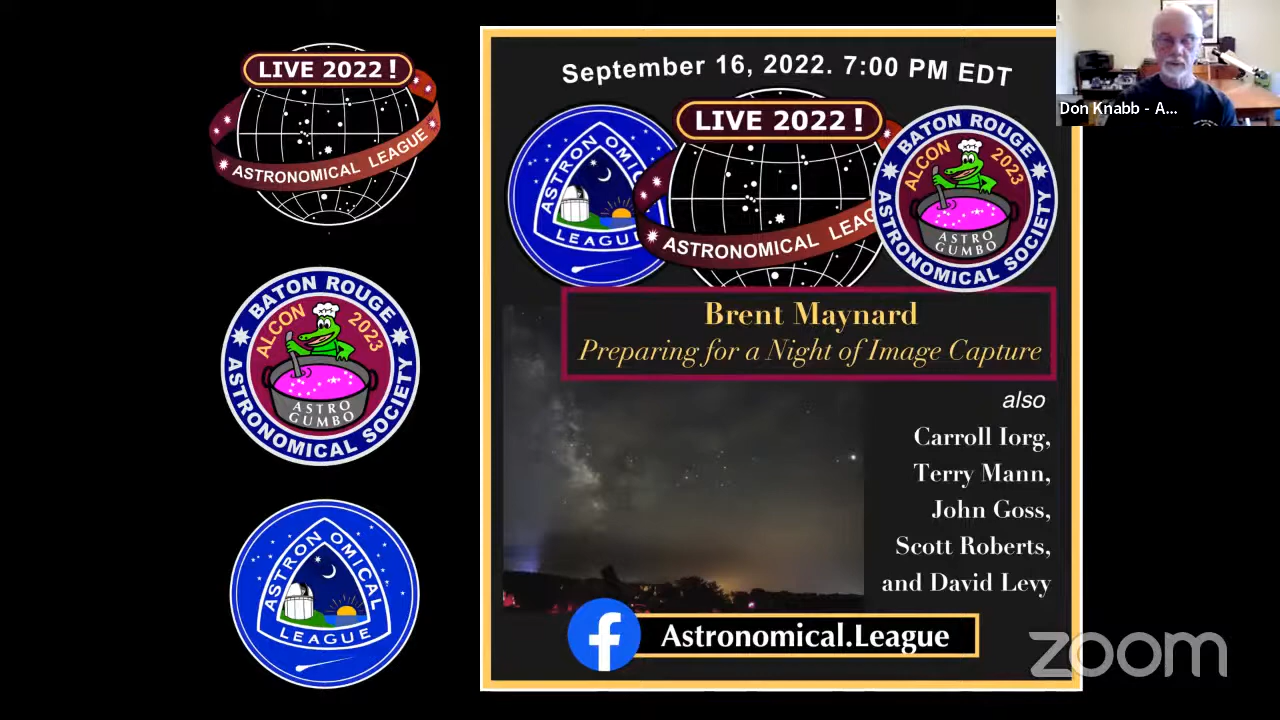 LIVE 2022!
ASTRONOMICAL LEAGUE
BATON ROUGE
ALCON 2023
ASTRO
GUMBO
ASTRONOMICAL SOCIETY
ASTRONOMICAL
LEAGUE
September 16, 2022. 7:00 PM EDT
ASTRONOMIC
LEAGU
LIVE 2022!
ASTRONOMICAL LEAG
BATON ROUGE
ALCON 2023
ASTRO
GUMBO
ASTRONOMICAL SOCIETY
Brent Maynard
Preparing for a Night of Image Capture
also
Carroll Iorg,
Terry Mann,
John Goss,
Scott Roberts,
and David Levy
Astronomical.League
Don Knabb - A...
zoom